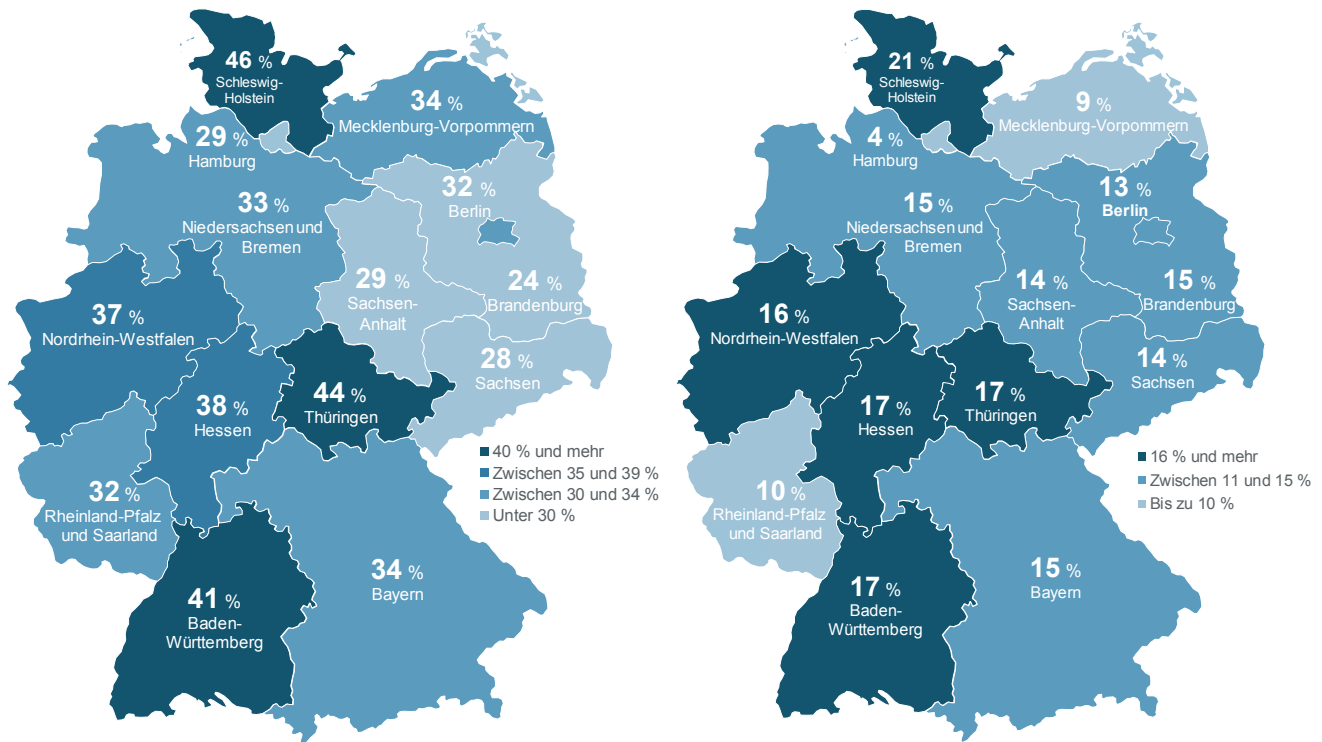 46 %
Schleswig-
Holstein
34 %
Mecklenburg-Vorpommern
29 %
Hamburg
32 %
Berlin
33 %
Niedersachsen und
Bremen
29 %
Sachsen-
Anhalt
24 %
Brandenburg
37 %
Nordrhein-Westfalen
28 %
Sachsen
44 %
Thüringen
38 %
Hessen
32 %
Rheinland-Pfalz
und Saarland
34 %
Bayern
41 %
Baden-
Württemberg
40 % und mehr
Zwischen 35 und 39 %
Zwischen 30 und 34 %
Unter 30 %
21 %
Schleswig-
Holstein
9 %
Mecklenburg-Vorpommern
4 %
Hamburg
13 %
Berlin
15 %
Niedersachsen und
Bremen
14 %
Sachsen-
Anhalt
15 %
Brandenburg
16 %
Nordrhein-Westfalen
14 %
Sachsen
17 %
Thüringen
17 %
Hessen
10 %
Rheinland-Pfalz
und Saarland
15 %
Bayern
17 %
Baden-
Württemberg
16 % und mehr
Zwischen 11 und 15 %
Bis zu 10 %